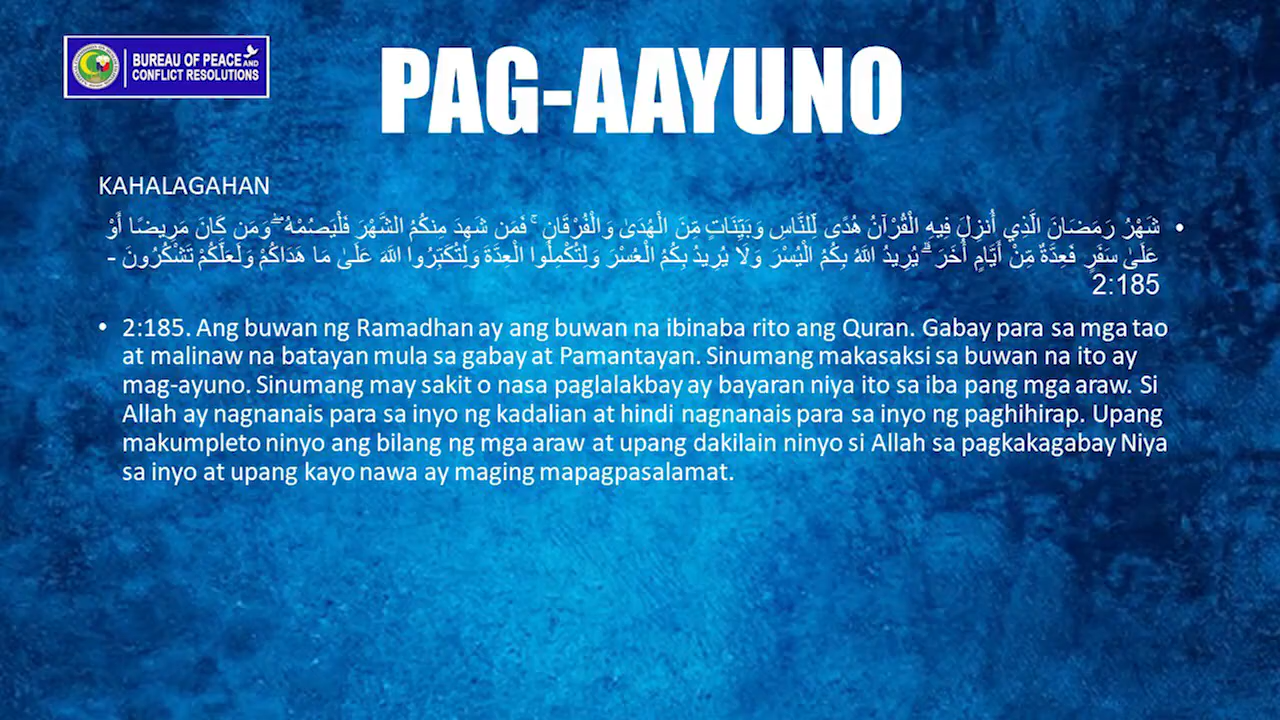 BUREAU OF PEACE AND
CONFLICT RESOLUTIONS
PAG-AAYUNO
KAHALAGAHAN
• شَهْرُ رَمَضَانَ الَّذِي أُنزِلَ فِيهِ الْقُرْآنُ هُدًى لِّلنَّاسِ وَبَيِّنَاتٍ مِّنَ الْهُدَىٰ وَالْفُرْقَانِ ۚ فَمَن شَهِدَ مِنكُمُ الشَّهْرَ فَلْيَصُمْهُ ۖ وَمَن كَانَ مَرِيضًا أَوْ
عَلَىٰ سَفَرٍ فَعِدَّةٌ مِّنْ أَيَّامٍ أُخَرَ ۗ يُرِيدُ اللَّهُ بِكُمُ الْيُسْرَ وَلَا يُرِيدُ بِكُمُ الْعُسْرَ وَلِتُكْمِلُوا الْعِدَّةَ وَلِتُكَبِّرُوا اللَّهَ عَلَىٰ مَا هَدَاكُمْ وَلَعَلَّكُمْ تَشْكُرُونَ -
2:185
• 2:185. Ang buwan ng Ramadhan ay ang buwan na ibinaba rito ang Quran. Gabay para sa mga tao
at malinaw na batayan mula sa gabay at Pamantayan. Sinumang makasaksi sa buwan na ito ay
mag-ayuno. Sinumang may sakit o nasa paglalakbay ay bayaran niya ito sa iba pang mga araw. Si
Allah ay nagnanais para sa inyo ng kadalian at hindi nagnanais para sa inyo ng paghihirap. Upang
makumpleto ninyo ang bilang ng mga araw at upang dakilain ninyo si Allah sa pagkakagabay Niya
sa inyo at upang kayo nawa ay maging mapagpasalamat.